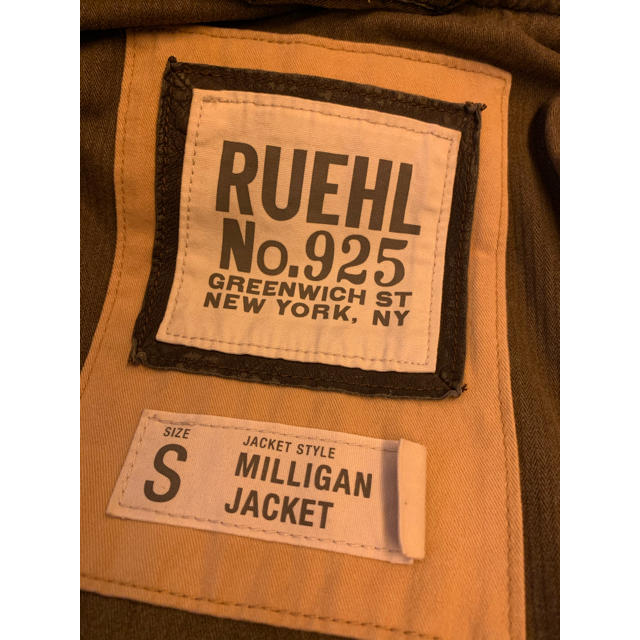 RUEHL
No.925
GREENWICH ST
NEW YORK, NY
SIZE
S
JACKET STYLE
MILLIGAN
JACKET